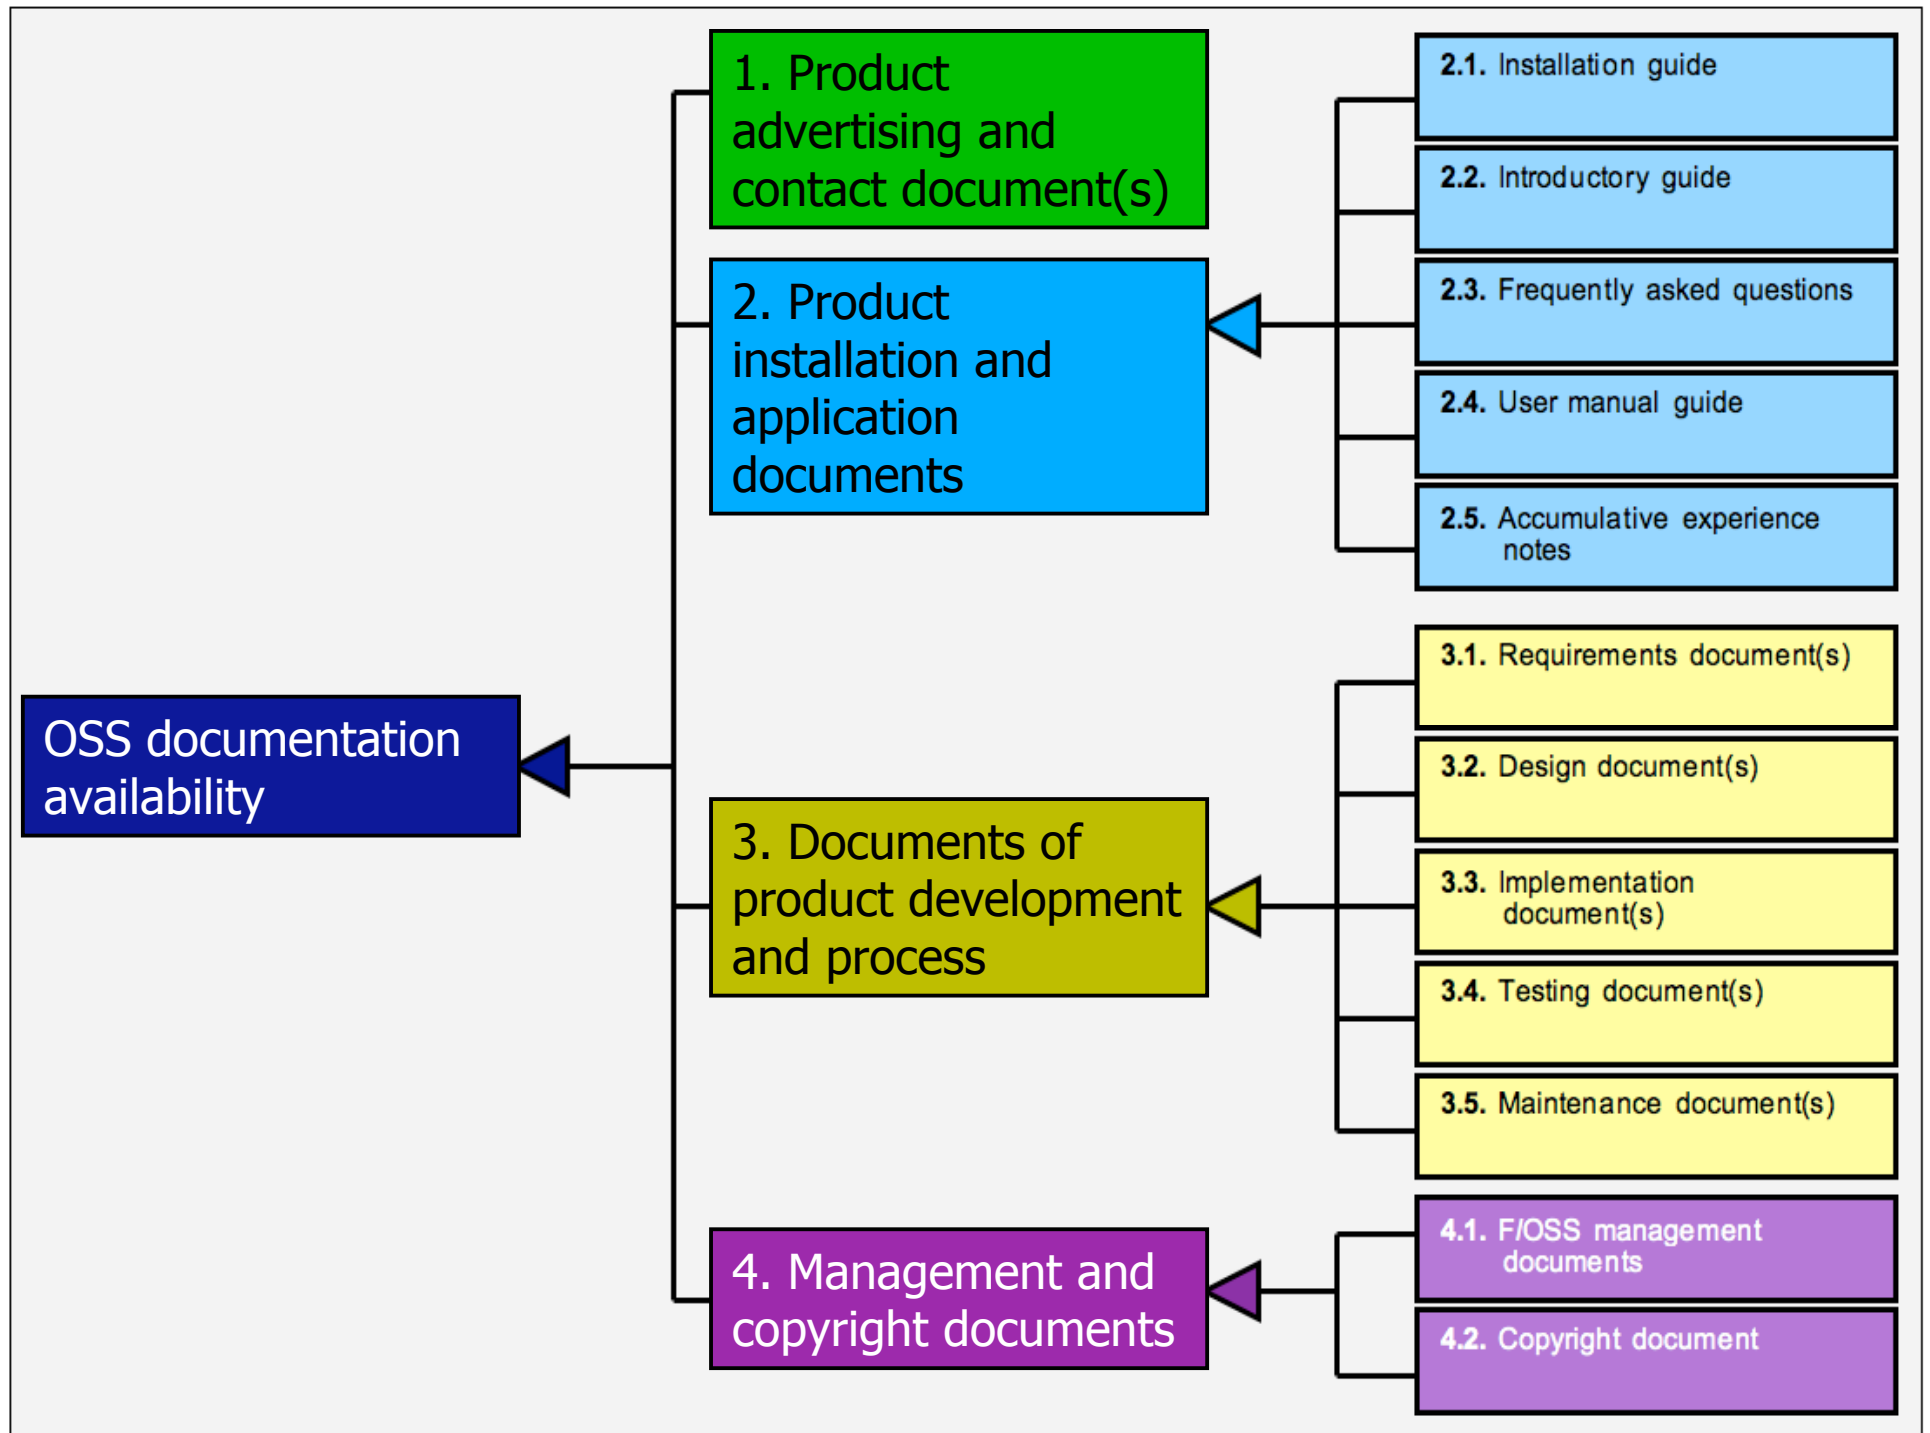 OSS documentation
availability
1. Product
advertising and
contact document(s)
2. Product
installation and
application
documents
2.1. Installation guide
2.2. Introductory guide
2.3. Frequently asked questions
2.4. User manual guide
2.5. Accumulative experience
notes
3. Documents of
product development
and process
3.1. Requirements document(s)
3.2. Design document(s)
3.3. Implementation
document(s)
3.4. Testing document(s)
3.5. Maintenance document(s)
4. Management and
copyright documents
4.1. F/OSS management
documents
4.2. Copyright document